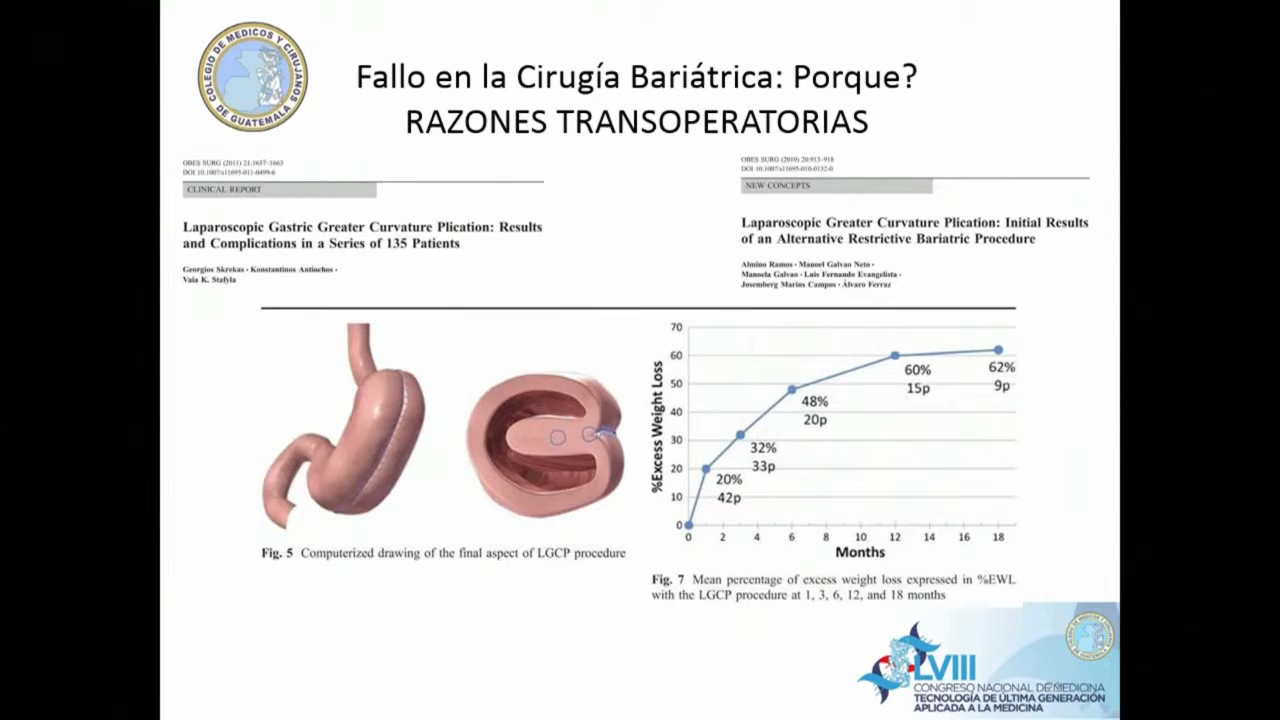 COLEGIO DE MEDICOS Y CIRUJANOS
DE GUATEMALA
Fallo en la Cirugía Bariátrica: Porque?
RAZONES TRANSOPERATORIAS
OBES SURG (2011) 21:1657–1663
DOI 10.1007/s11695-011-0499-6
CLINICAL REPORT
Laparoscopic Gastric Greater Curvature Plication: Results
and Complications in a Series of 135 Patients
Georgios Skrekas · Konstantinos Antiochos ·
Vaia K. Stafyla
OBES SURG (2010) 20:913–918
DOI 10.1007/s11695-010-0132-0
NEW CONCEPTS
Laparoscopic Greater Curvature Plication: Initial Results
of an Alternative Restrictive Bariatric Procedure
Almino Ramos · Manoel Galvao Neto ·
Manoela Galvao · Luis Fernando Evangelista ·
Josemberg Marins Campos · Álvaro Ferraz
Fig. 5 Computerized drawing of the final aspect of LGCP procedure
%Excess Weight Loss
70
60
50
40
30
20
10
0
20%
42p
32%
33p
48%
20p
60%
15p
62%
9p
0 2 4 6 8 10 12 14 16 18
Months
Fig. 7 Mean percentage of excess weight loss expressed in %EWL
with the LGCP procedure at 1, 3, 6, 12, and 18 months
LVIII
CONGRESO NACIONAL DE MEDICINA
TECNOLOGÍA DE ÚLTIMA GENERACIÓN
APLICADA A LA MEDICINA